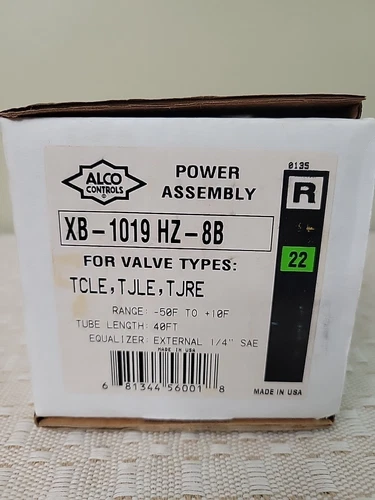 ALCO
CONTROLS
POWER
ASSEMBLY
0135
R
XB-1019 HZ-8B
22
FOR VALVE TYPES:
TCLE,TJLE,TJRE
RANGE: -50F TO +10F
TUBE LENGTH: 40FT
EQUALIZER: EXTERNAL 1/4" SAE
MADE IN USA
6 81344 56001 8
MADE IN USA